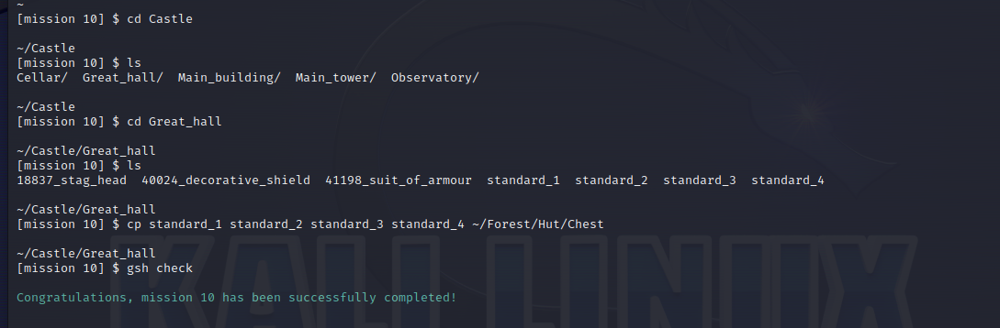 ~
[mission 10] $ cd Castle
~/Castle
[mission 10] $ ls
Cellar/  Great_hall/  Main_building/  Main_tower/  Observatory/
~/Castle
[mission 10] $ cd Great_hall
~/Castle/Great_hall
[mission 10] $ ls
18837_stag_head  40024_decorative_shield  41198_suit_of_armour  standard_1  standard_2  standard_3  standard_4
~/Castle/Great_hall
[mission 10] $ cp standard_1 standard_2 standard_3 standard_4 ~/Forest/Hut/Chest
~/Castle/Great_hall
[mission 10] $ gsh check
Congratulations, mission 10 has been successfully completed!
KALI LINUX